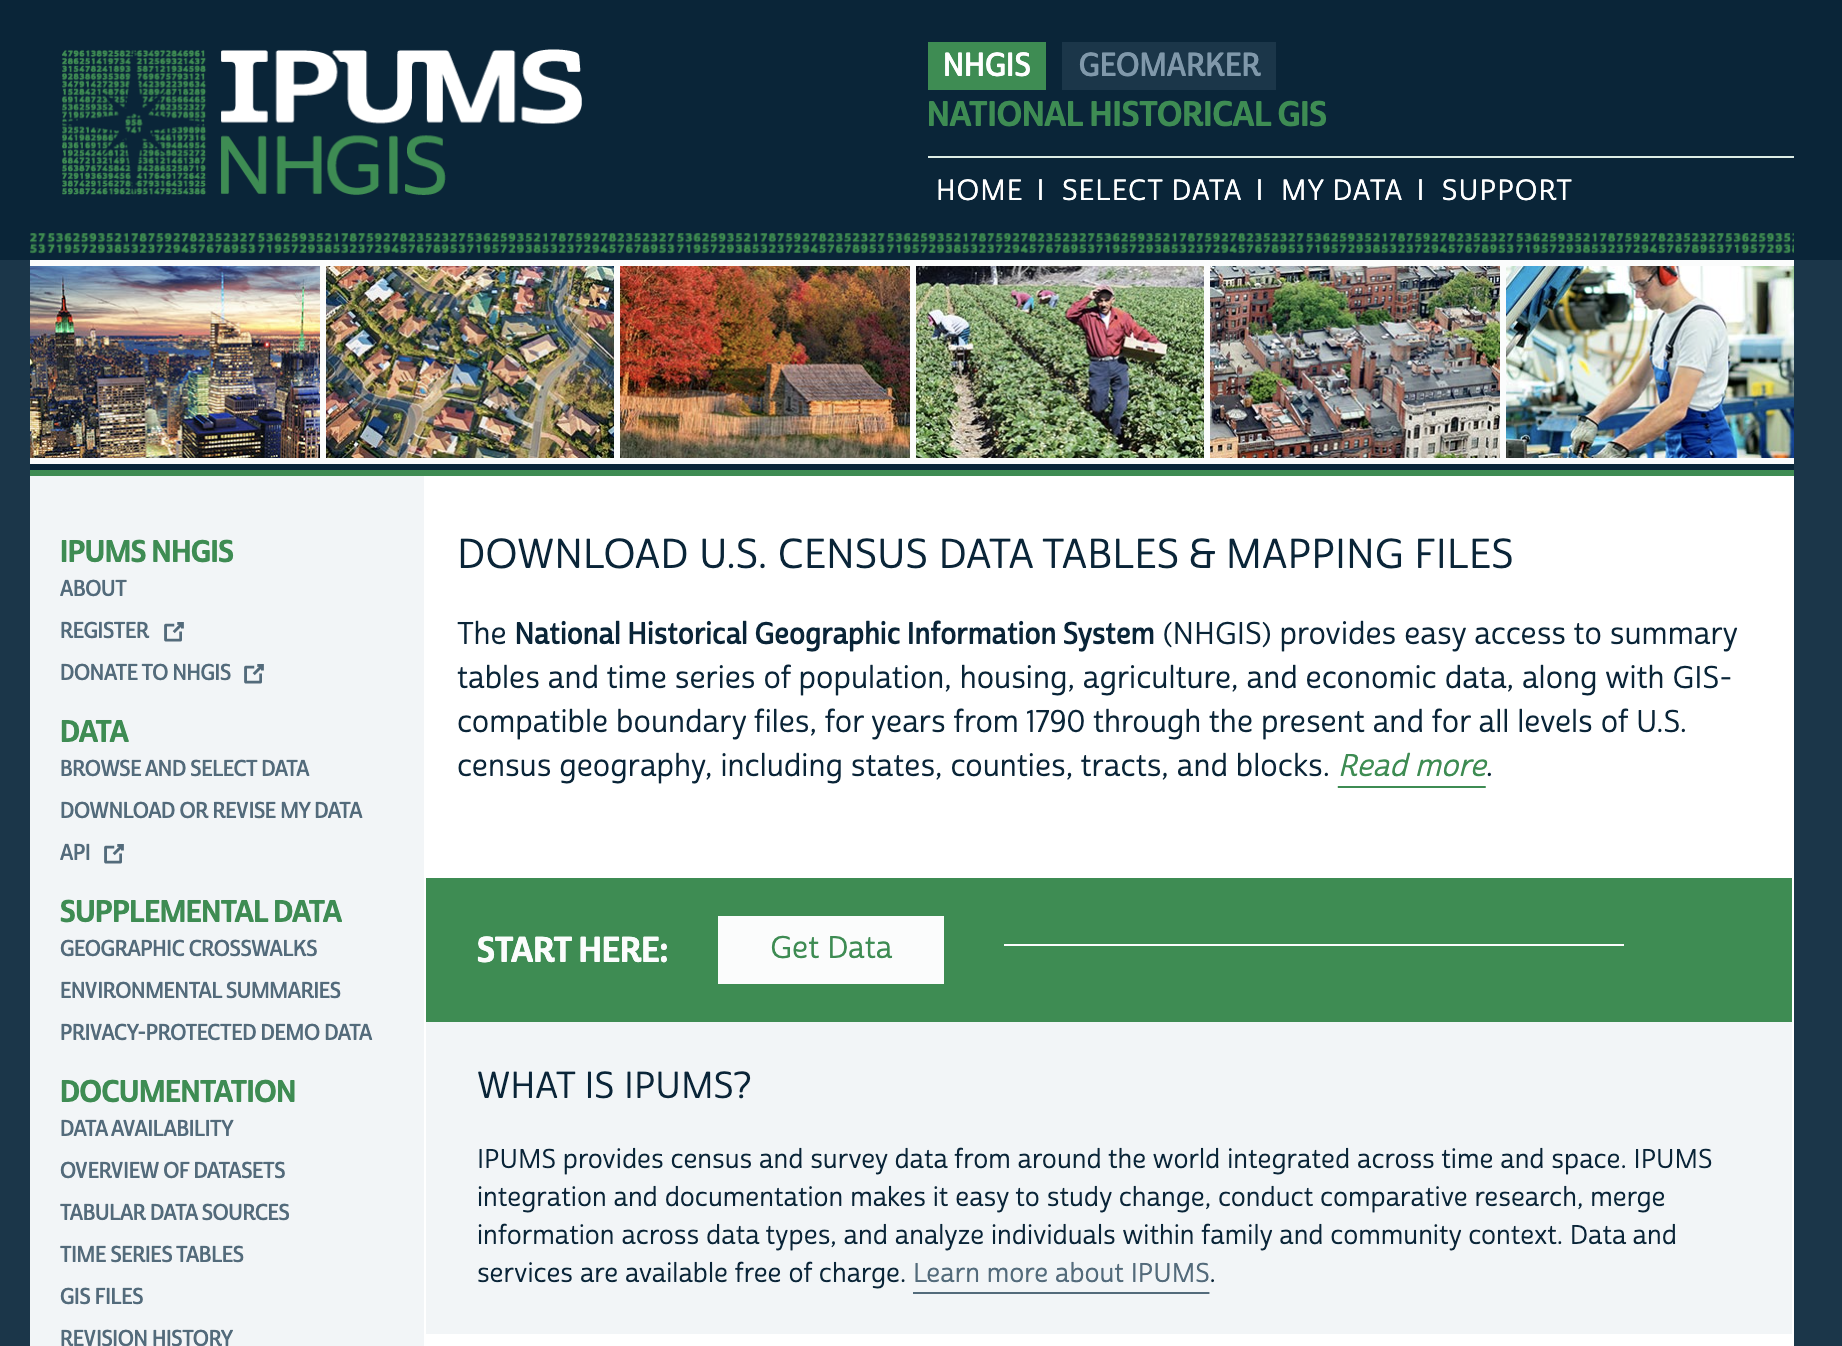 IPUMS
NHGIS
NHGIS GEOMARKER
NATIONAL HISTORICAL GIS
HOME | SELECT DATA | MY DATA | SUPPORT
IPUMS NHGIS
ABOUT
REGISTER
DONATE TO NHGIS
DATA
BROWSE AND SELECT DATA
DOWNLOAD OR REVISE MY DATA
API
SUPPLEMENTAL DATA
GEOGRAPHIC CROSSWALKS
ENVIRONMENTAL SUMMARIES
PRIVACY-PROTECTED DEMO DATA
DOCUMENTATION
DATA AVAILABILITY
OVERVIEW OF DATASETS
TABULAR DATA SOURCES
TIME SERIES TABLES
GIS FILES
REVISION HISTORY
DOWNLOAD U.S. CENSUS DATA TABLES & MAPPING FILES
The National Historical Geographic Information System (NHGIS) provides easy access to summary
tables and time series of population, housing, agriculture, and economic data, along with GIS-
compatible boundary files, for years from 1790 through the present and for all levels of U.S.
census geography, including states, counties, tracts, and blocks. Read more.
START HERE: Get Data
WHAT IS IPUMS?
IPUMS provides census and survey data from around the world integrated across time and space. IPUMS
integration and documentation makes it easy to study change, conduct comparative research, merge
information across data types, and analyze individuals within family and community context. Data and
services are available free of charge. Learn more about IPUMS.